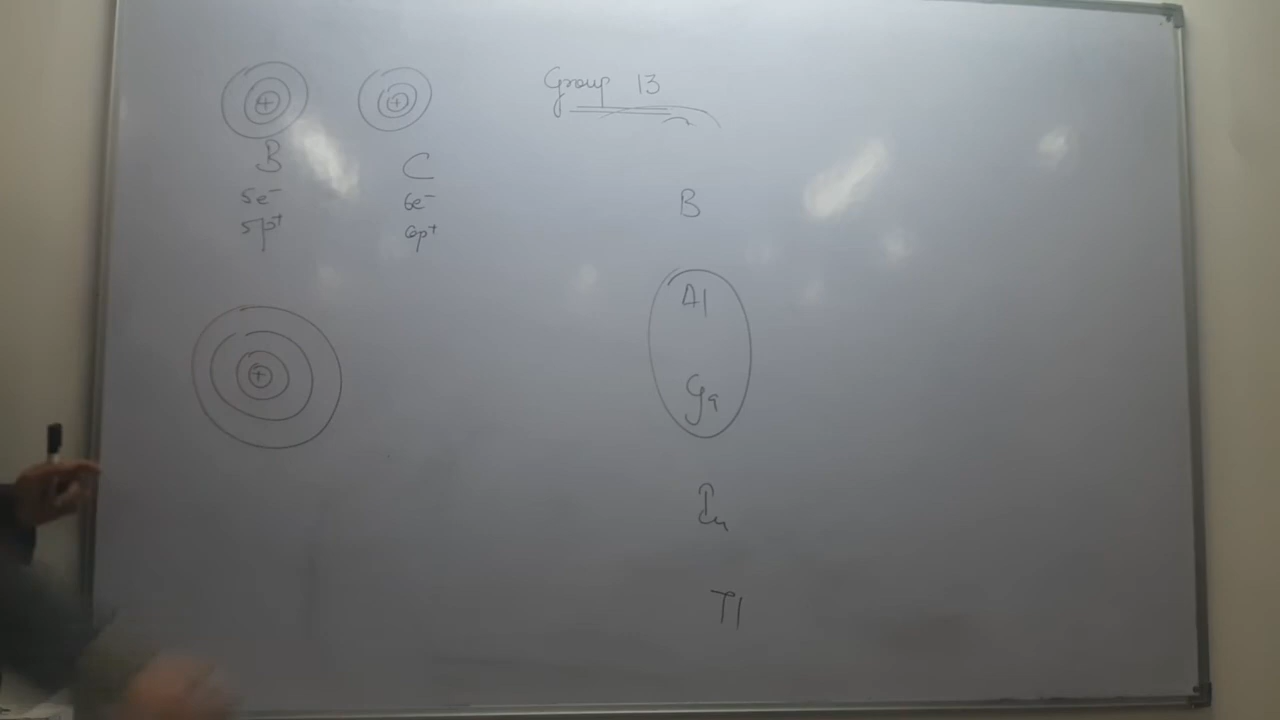 Group 13
+
+
B
C
5e⁻
6e⁻
5p⁺
6p⁺
+
B
Al
Ga
In
Tl